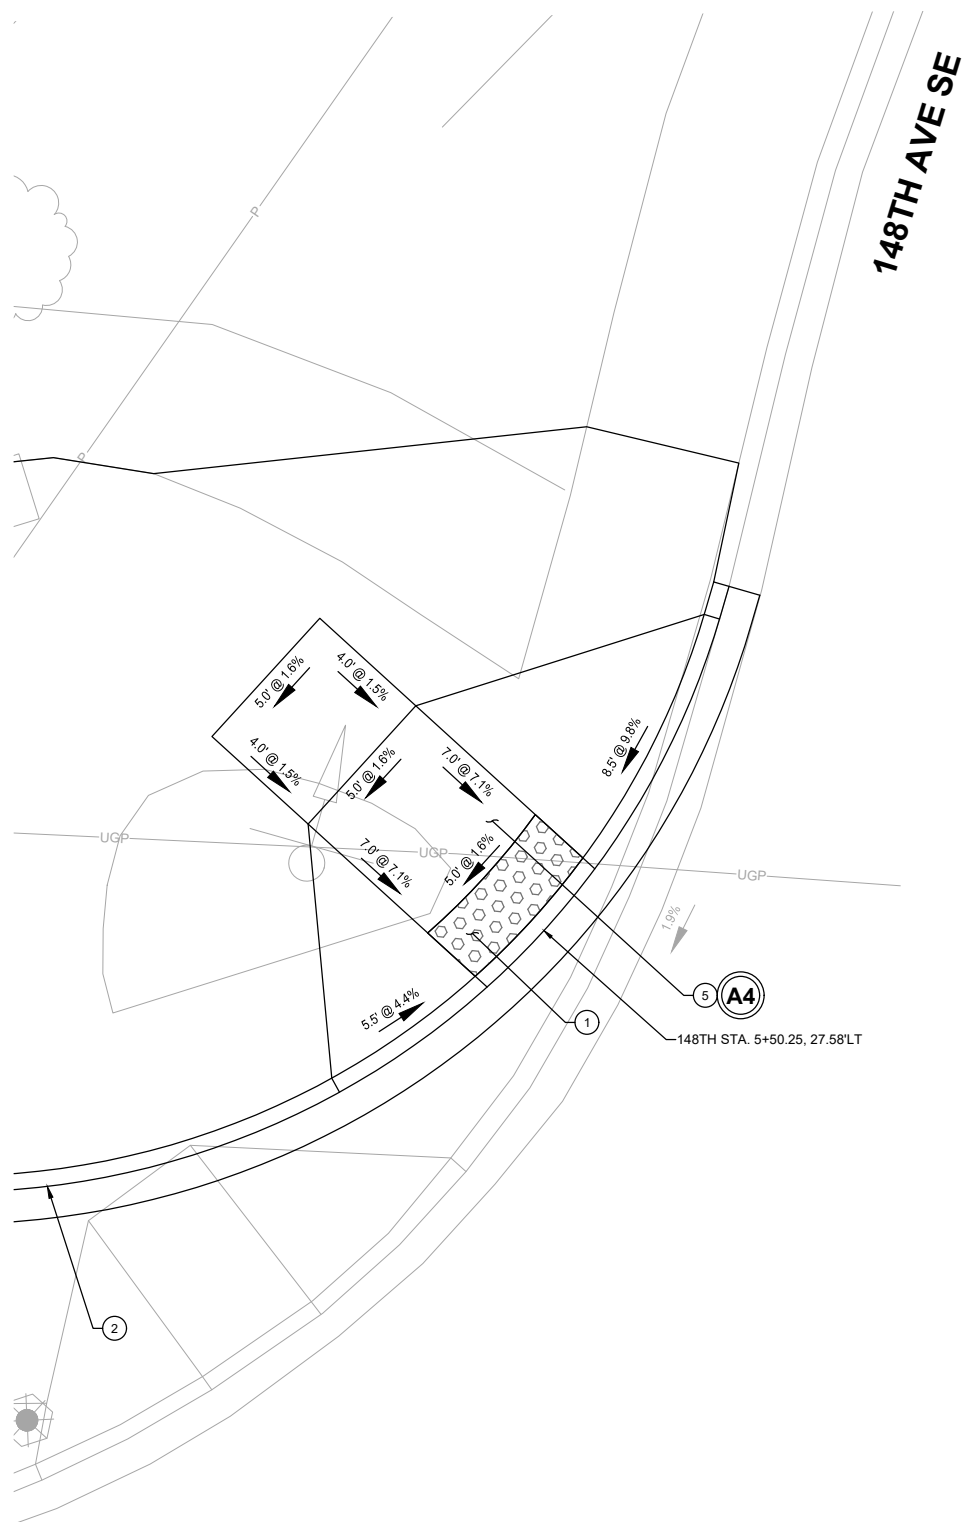 148TH AVE SE
P
P
5.0' @ 1.6%
4.0' @ 1.5%
4.0' @ 1.5%
5.0' @ 1.6%
7.0' @ 7.1%
8.5' @ 9.8%
7.0' @ 7.1%
5.0' @ 1.6%
UGP
UGP
UGP
1.9%
5.5' @ 4.4%
5
A4
1
148TH STA. 5+50.25, 27.58'LT
2